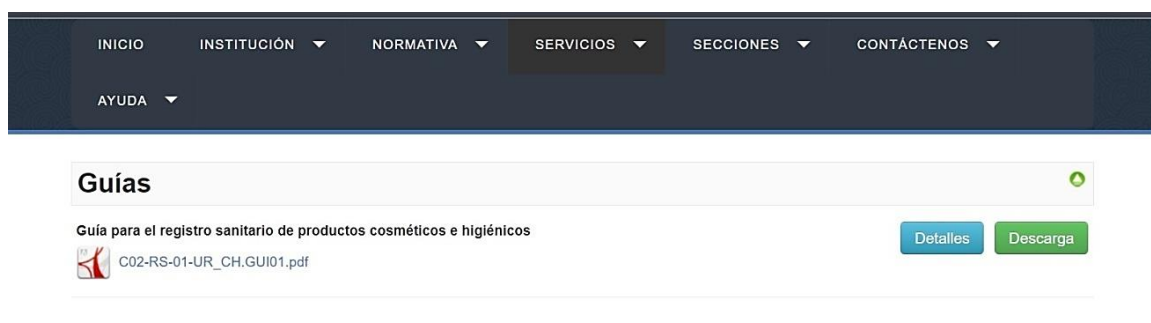 INICIO INSTITUCIÓN NORMATIVA SERVICIOS SECCIONES CONTÁCTENOS
AYUDA
Guías
Guía para el registro sanitario de productos cosméticos e higiénicos
Detalles Descarga
C02-RS-01-UR_CH.GUI01.pdf